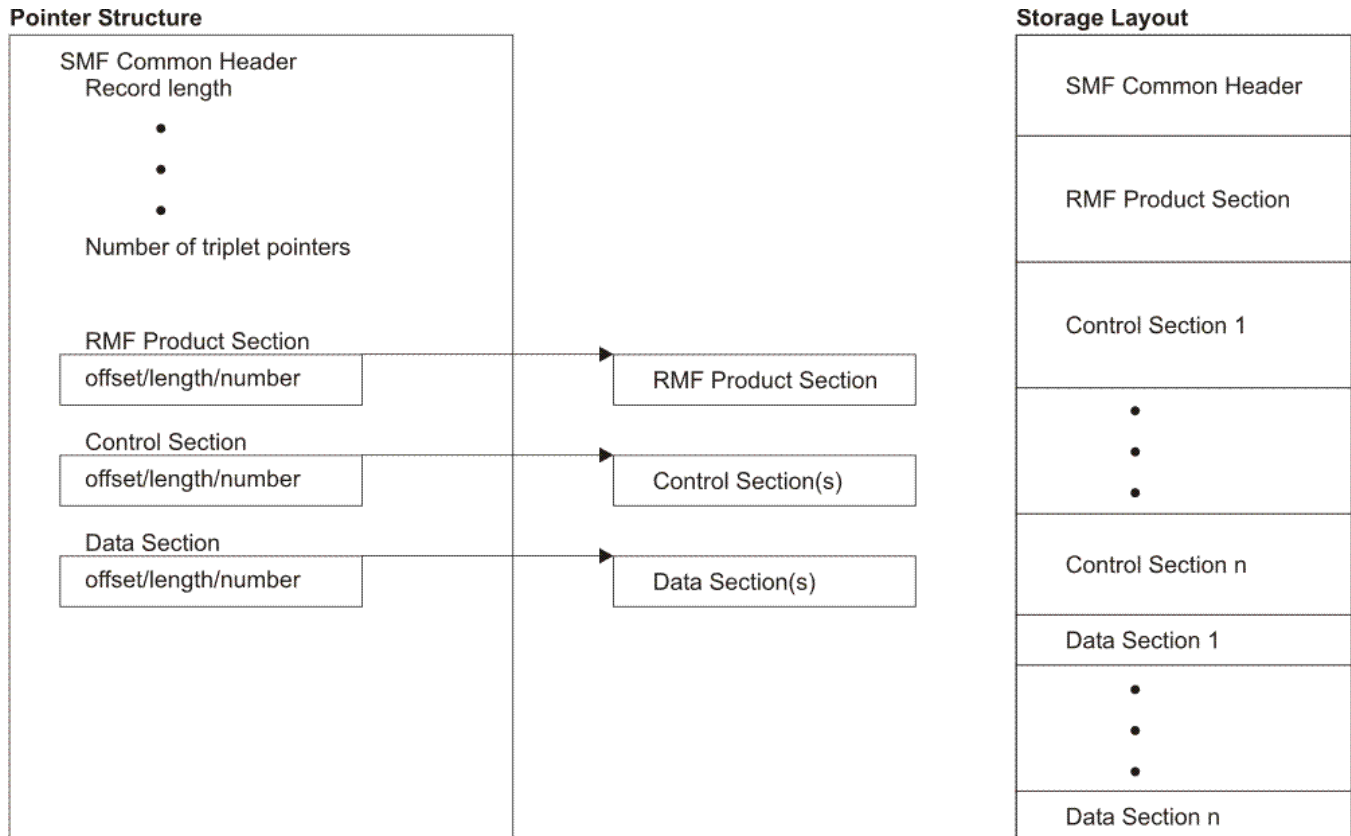 Pointer Structure
SMF Common Header
Record length
Number of triplet pointers
RMF Product Section
offset/length/number
RMF Product Section
Control Section
offset/length/number
Control Section(s)
Data Section
offset/length/number
Data Section(s)
Storage Layout
SMF Common Header
RMF Product Section
Control Section 1
Control Section n
Data Section 1
Data Section n